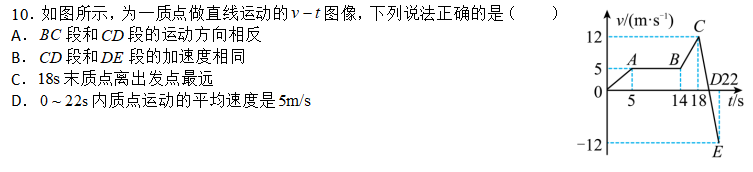 10．如图所示，为一质点做直线运动的v－t图像，下列说法正确的是（　　）
A．BC段和CD段的运动方向相反
B．CD段和DE 段的加速度相同
C．18s末质点离出发点最远
D．0～22s内质点运动的平均速度是5m/s
v/(m·s⁻¹)
C
12
A B
5
D22
0 5 14 18 t/s
−12
E